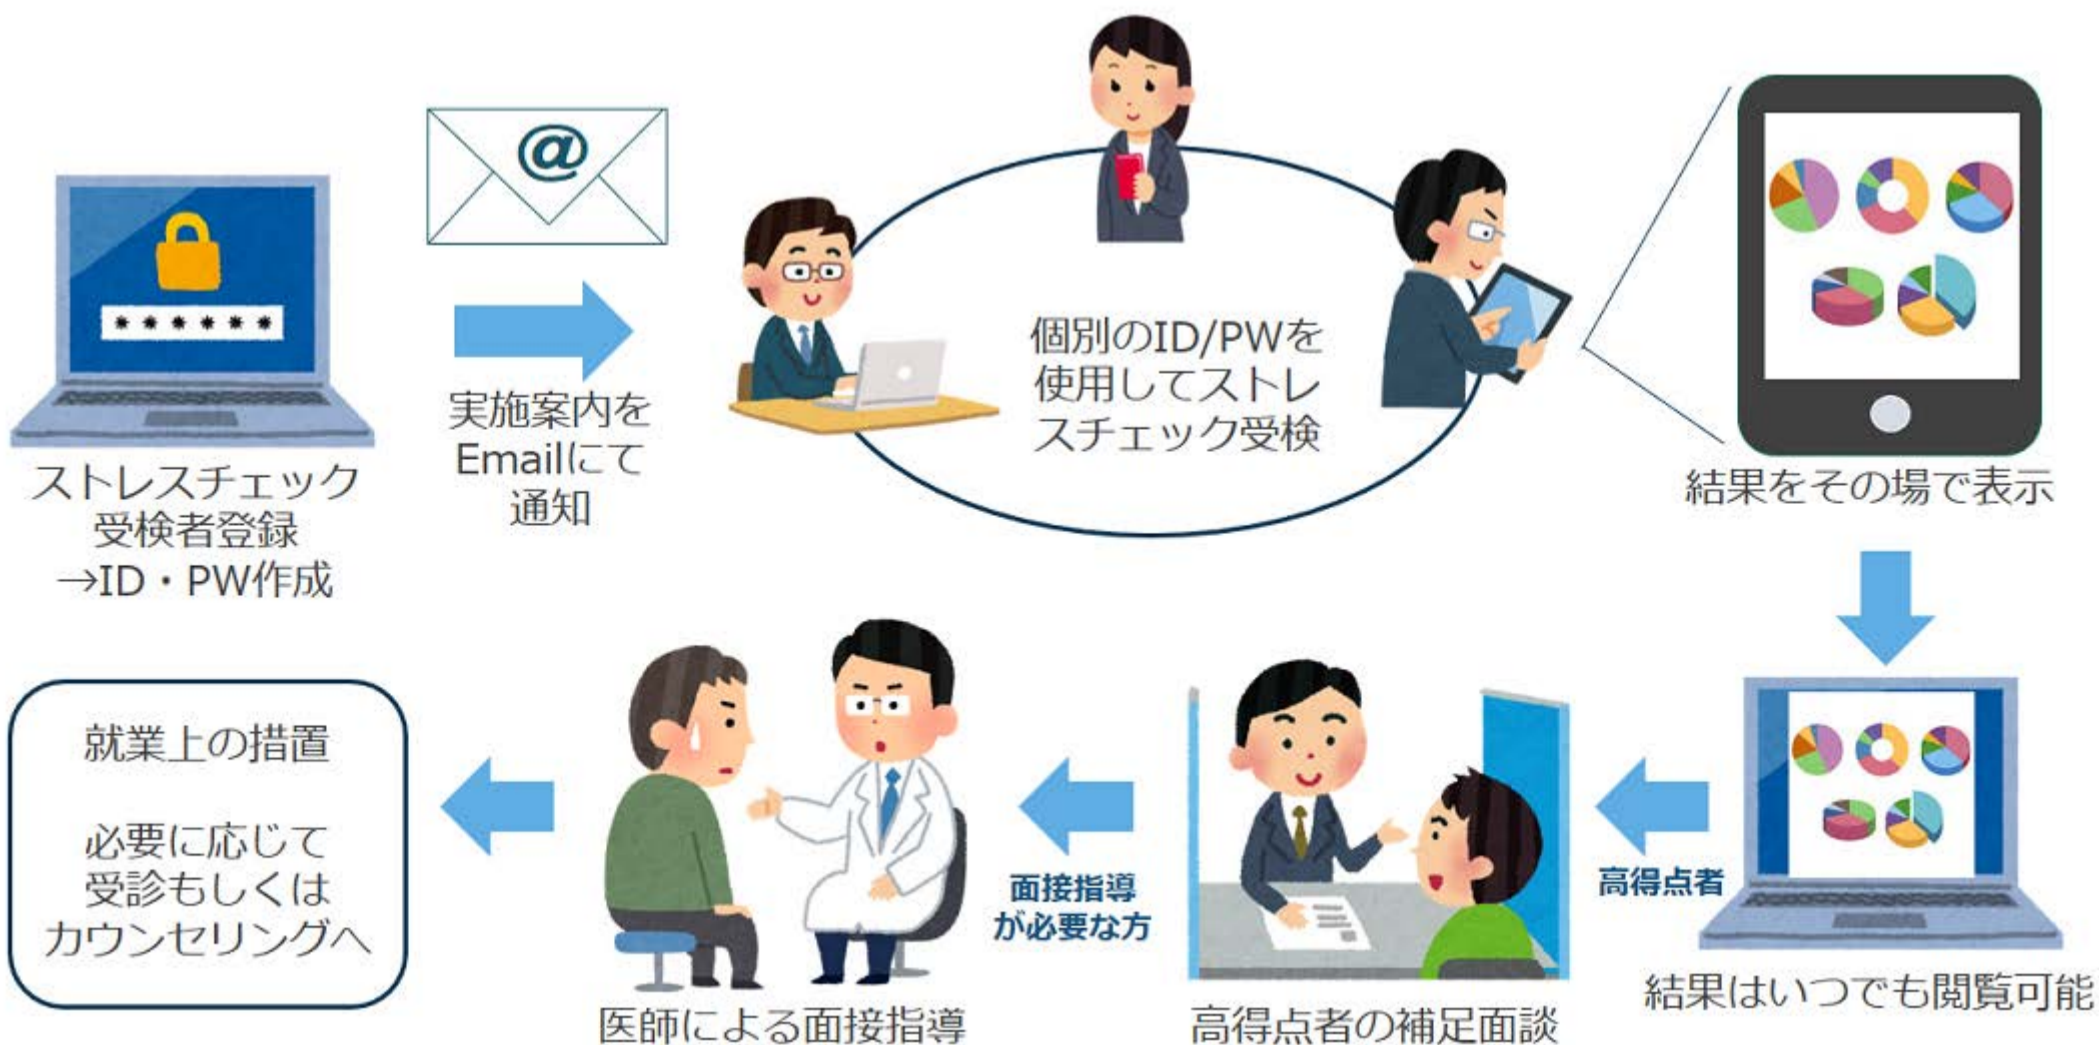 @
******
ストレスチェック
受検者登録
→ID・PW作成
実施案内を
Emailにて
通知
個別のID/PWを
使用してストレ
スチェック受検
結果をその場で表示
結果はいつでも閲覧可能
高得点者
高得点者の補足面談
面接指導
が必要な方
医師による面接指導
就業上の措置
必要に応じて
受診もしくは
カウンセリングへ